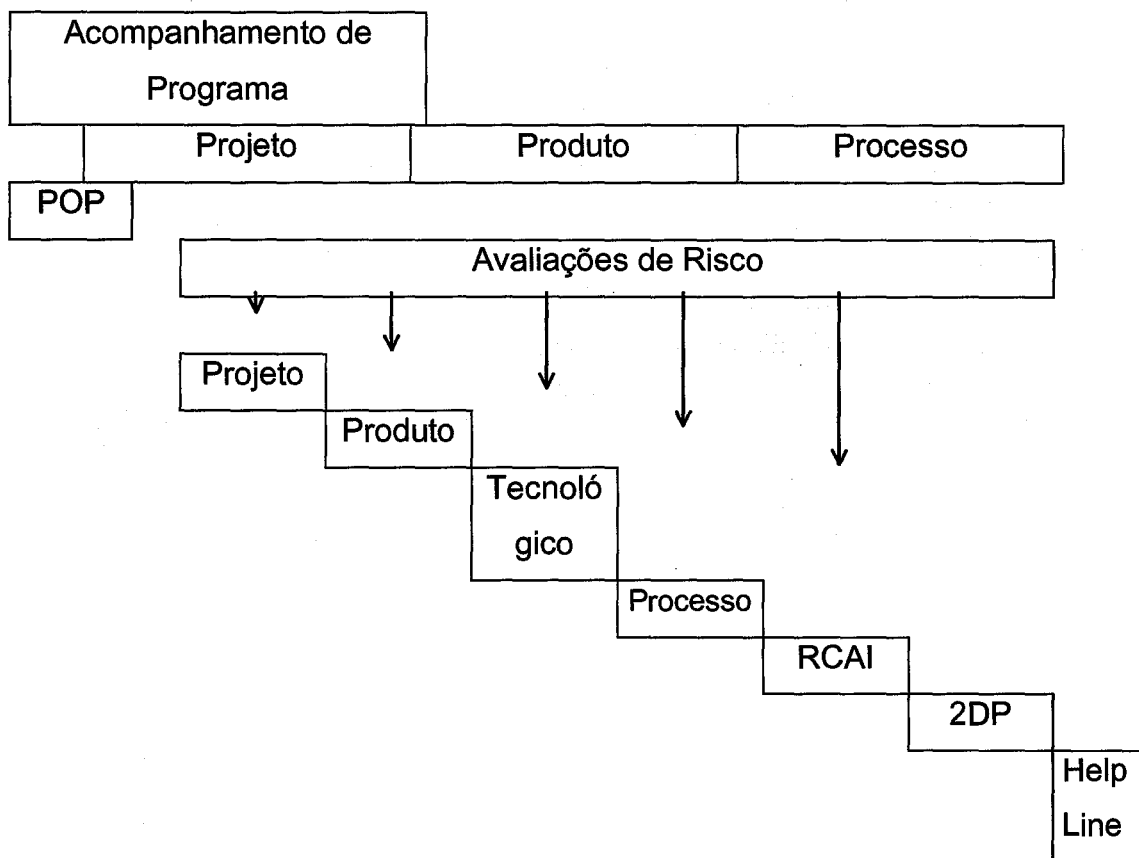 Acompanhamento de
Programa
Projeto Produto Processo
POP
Avaliações de Risco
Projeto
Produto
Tecnoló
gico
Processo
RCAI
2DP
Help
Line